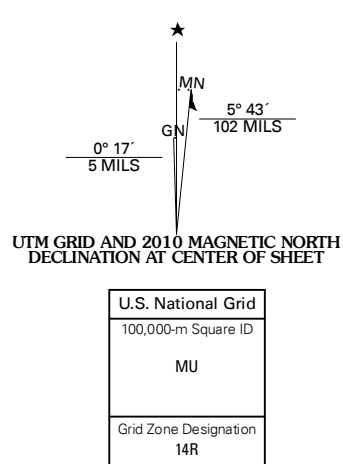 ★
MN
GN
5° 43´
102 MILS
0° 17´
5 MILS
UTM GRID AND 2010 MAGNETIC NORTH
DECLINATION AT CENTER OF SHEET
U.S. National Grid
100,000-m Square ID
MU
Grid Zone Designation
14R